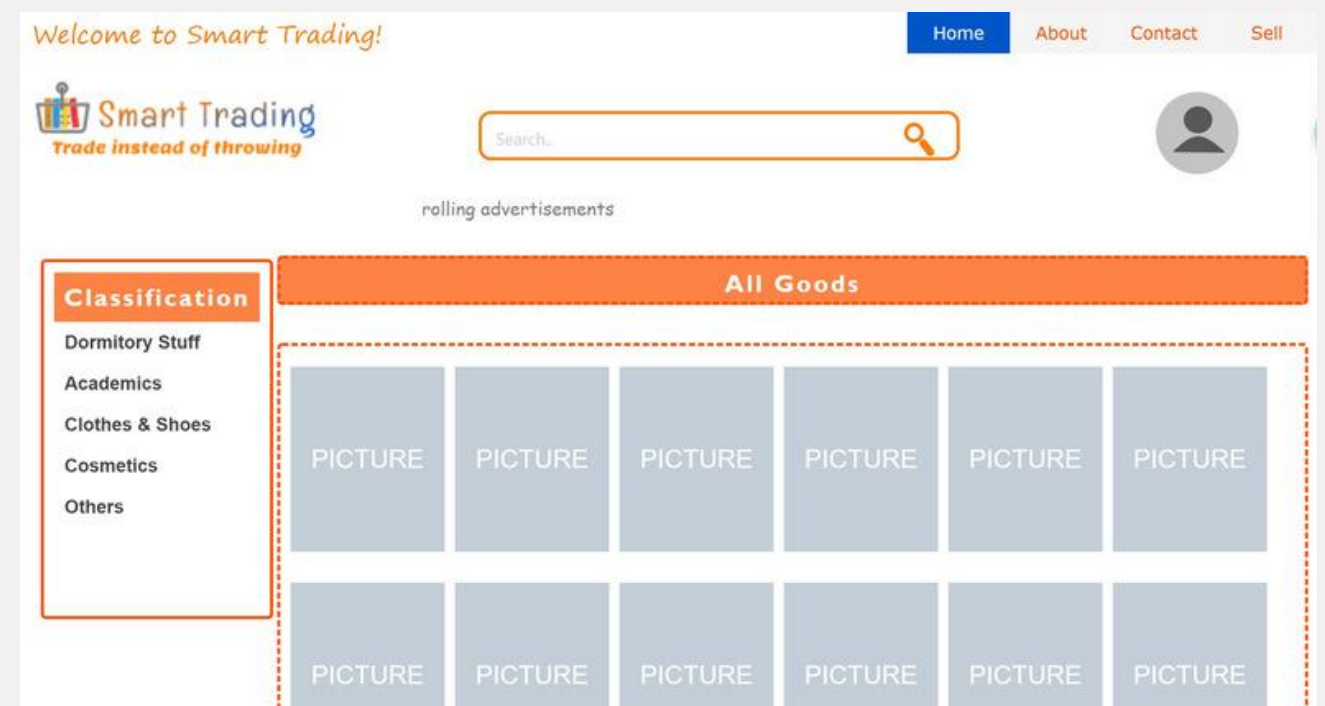 Welcome to Smart Trading!
Home About Contact Sell
Smart Trading
Trade instead of throwing
Search..
rolling advertisements
Classification
Dormitory Stuff
Academics
Clothes & Shoes
Cosmetics
Others
All Goods
PICTURE PICTURE PICTURE PICTURE PICTURE PICTURE
PICTURE PICTURE PICTURE PICTURE PICTURE PICTURE